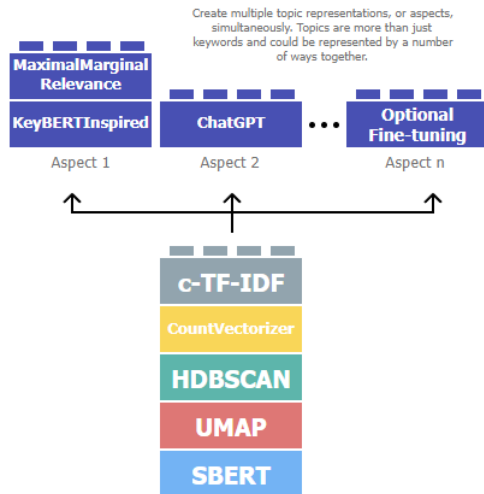 Create multiple topic representations, or aspects,
simultaneously. Topics are more than just
keywords and could be represented by a number
of ways together.
MaximalMarginal
Relevance
KeyBERTInspired
ChatGPT
Optional
Fine-tuning
Aspect 1
Aspect 2
Aspect n
c-TF-IDF
CountVectorizer
HDBSCAN
UMAP
SBERT